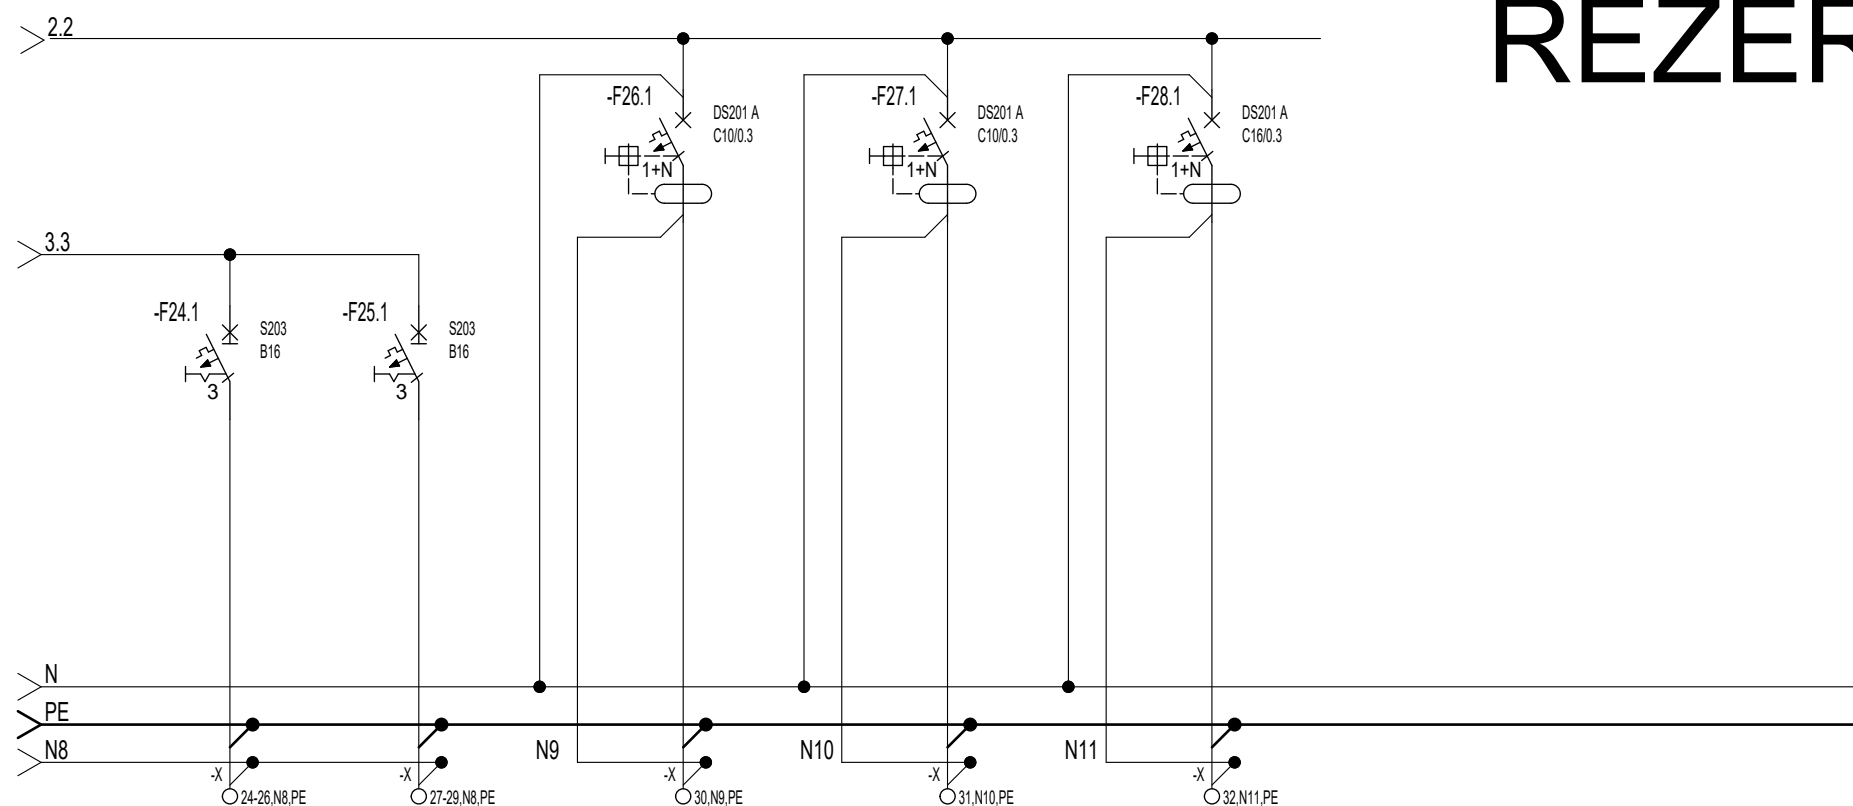 2.2
REZER
-F26.1
DS201 A
C10/0.3
1+N
-F27.1
DS201 A
C10/0.3
1+N
-F28.1
DS201 A
C16/0.3
1+N
3.3
-F24.1
S203
B16
3
-F25.1
S203
B16
3
N
PE
N8
N9
N10
N11
-X
-X
-X
-X
-X
24-26,N8,PE
27-29,N8,PE
30,N9,PE
31,N10,PE
32,N11,PE